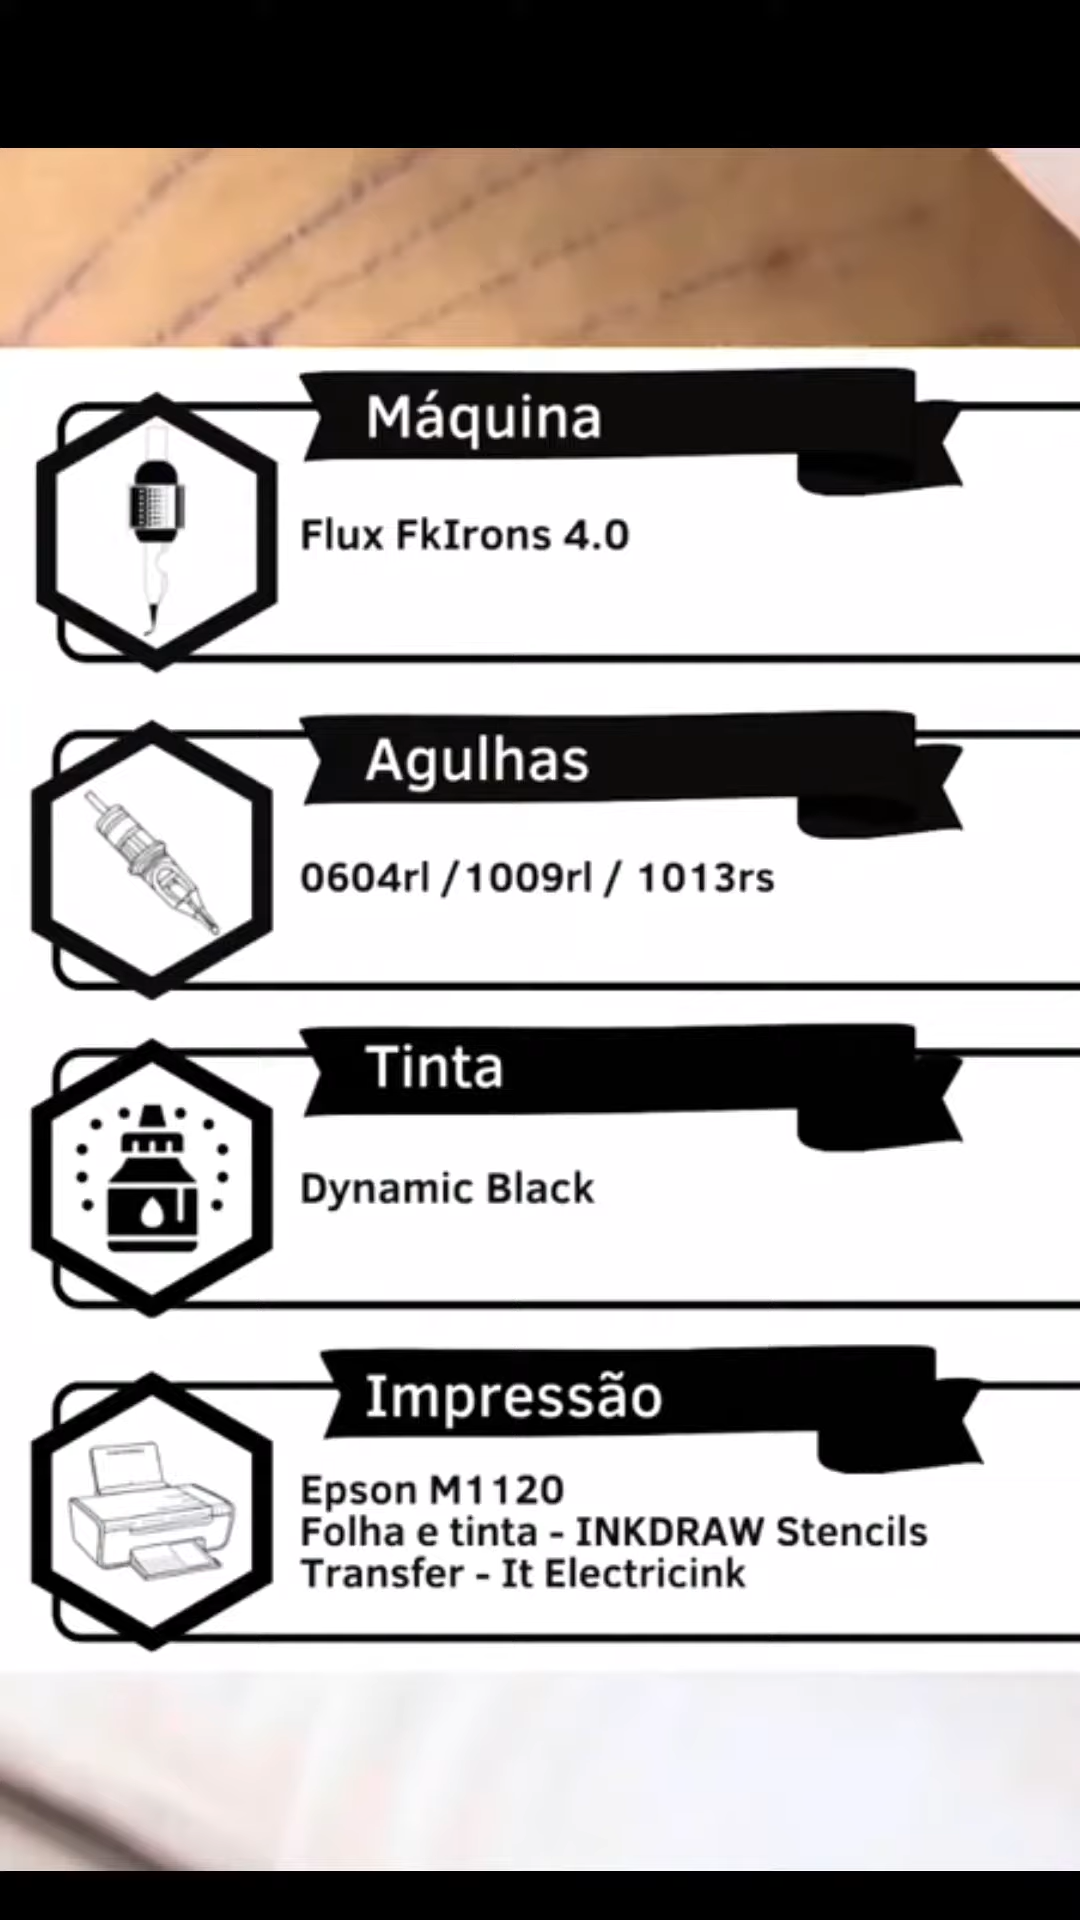 Máquina
Flux FkIrons 4.0
Agulhas
0604rl /1009rl / 1013rs
Tinta
Dynamic Black
Impressão
Epson M1120
Folha e tinta - INKDRAW Stencils
Transfer - It Electricink